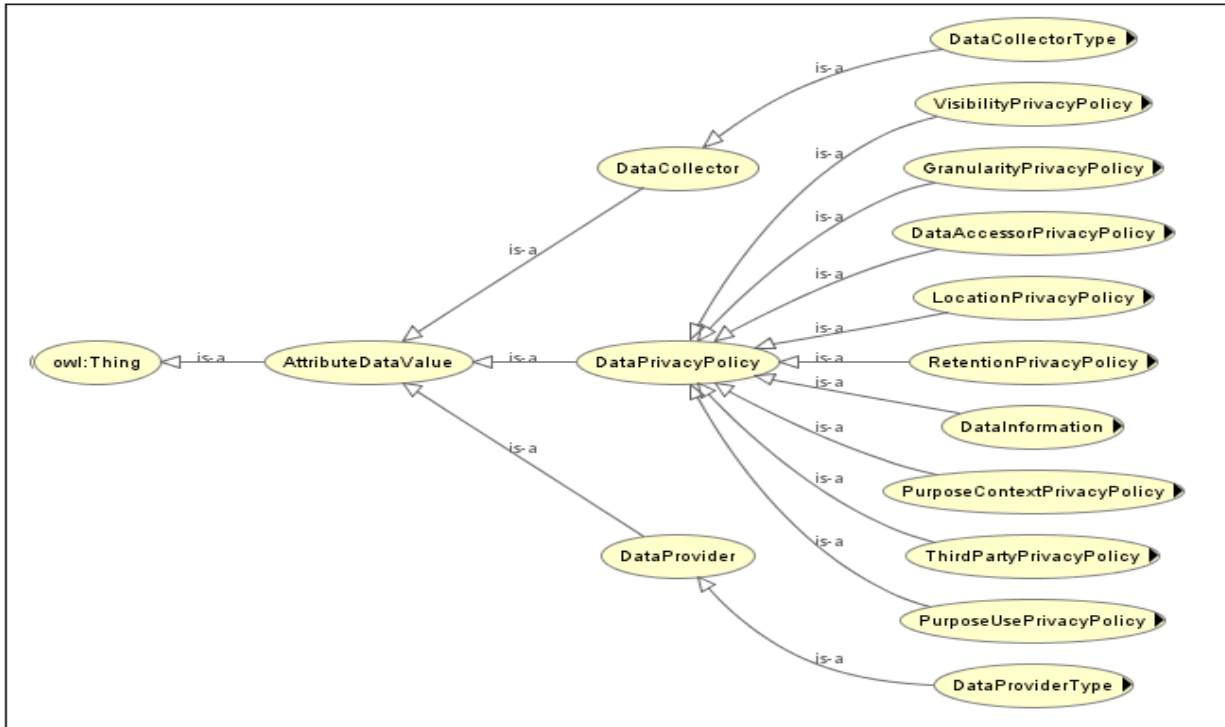 DataCollectorType
is-a
VisibilityPrivacyPolicy
is-a
DataCollector
GranularityPrivacyPolicy
is-a
DataAccessorPrivacyPolicy
is-a
is-a
LocationPrivacyPolicy
is-a
owl:Thing
is-a
AttributeDataValue
is-a
DataPrivacyPolicy
is-a
RetentionPrivacyPolicy
is-a
DataInformation
is-a
is-a
PurposeContextPrivacyPolicy
is-a
DataProvider
is-a
ThirdPartyPrivacyPolicy
PurposeUsePrivacyPolicy
is-a
DataProviderType